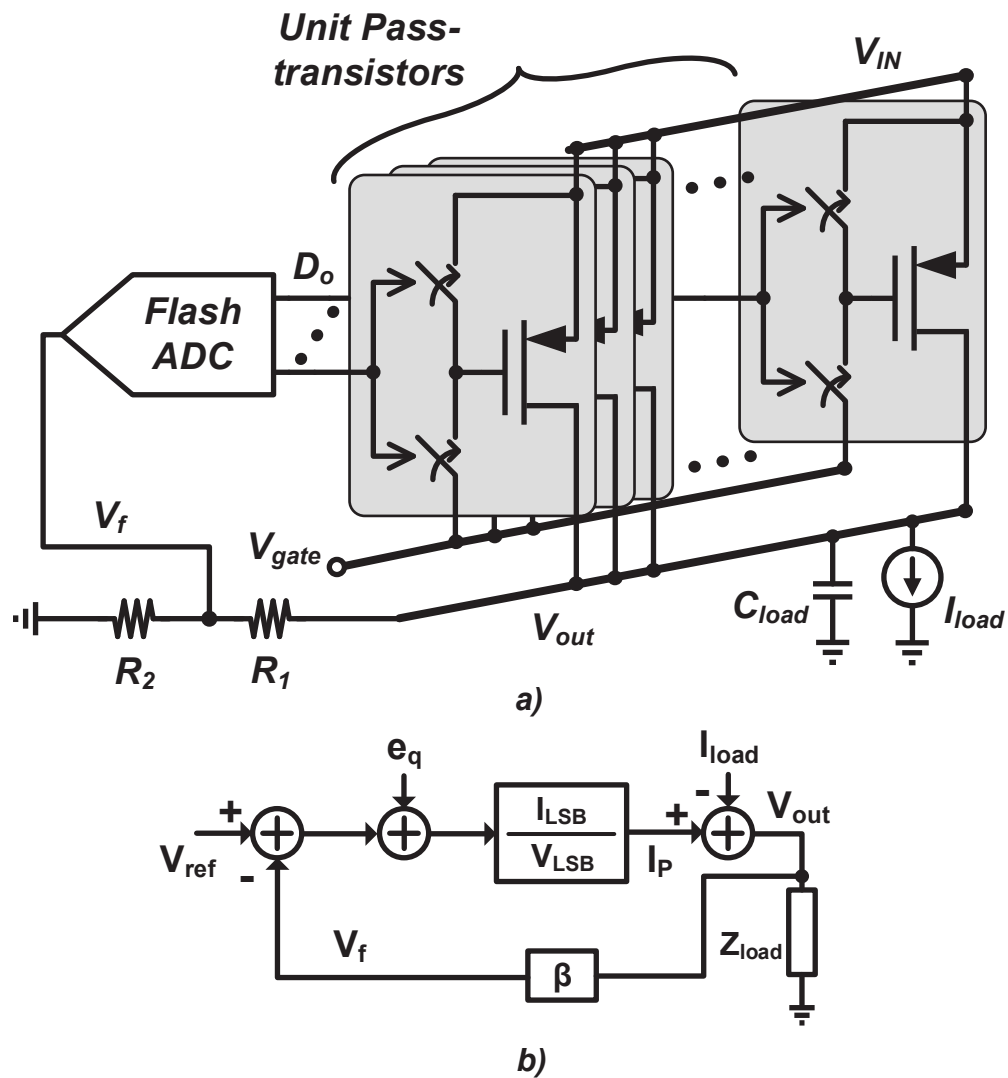 Unit Pass-
transistors
V_IN
D_o
Flash
ADC
V_f
V_gate
C_load
I_load
V_out
R_2
R_1
a)
e_q
I_load
+
-
V_out
+
+
+
I_LSB
V_LSB
+
+
V_ref
-
I_P
V_f
β
Z_load
b)